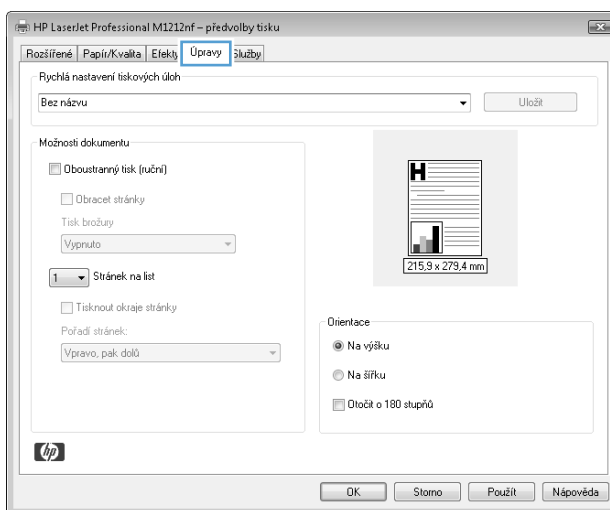 HP LaserJet Professional M1212nf – předvolby tisku
Rozšířené Papír/Kvalita Efekty Úpravy Služby
Rychlá nastavení tiskových úloh
Bez názvu Uložit
Možnosti dokumentu
Oboustranný tisk (ruční)
Obracet stránky
Tisk brožury
Vypnuto
1 Stránek na list
Tisknout okraje stránky
Pořadí stránek:
Vpravo, pak dolů
H
215,9 x 279,4 mm
Orientace
Na výšku
Na šířku
Otočit o 180 stupňů
hp
OK Storno Použít Nápověda